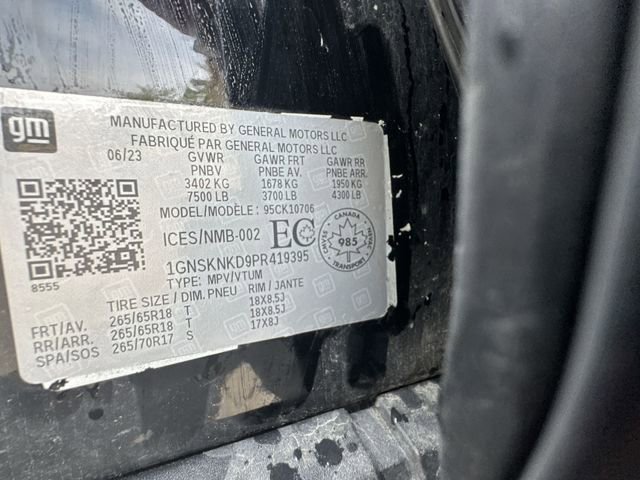 gm
MANUFACTURED BY GENERAL MOTORS LLC
FABRIQUÉ PAR GENERAL MOTORS LLC
06/23 GVWR GAWR FRT GAWR RR
PNBV PNBE AV. PNBE ARR.
3402 KG 1678 KG 1950 KG
7500 LB 3700 LB 4300 LB
MODEL/MODÈLE: 95CK10706
ICES/NMB-002 EC
CANADA
985
TRANSPORT
1GNSKNKD9PR419395
8555
TYPE: MPV/VTUM
TIRE SIZE / DIM. PNEU RIM / JANTE
FRT/AV. 265/65R18 T 18X8.5J
RR/ARR. 265/65R18 T 18X8.5J
SPA/SOS 265/70R17 S 17X8J